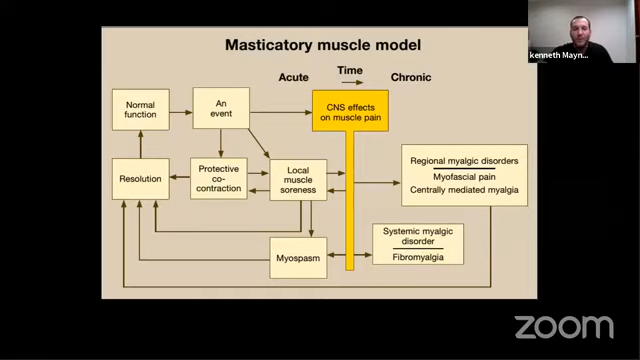 kenneth Mayn...
Masticatory muscle model
Acute
Time
Chronic
Normal
function
An
event
CNS effects
on muscle pain
Resolution
Protective
co-
contraction
Local
muscle
soreness
Regional myalgic disorders
Myofascial pain
Centrally mediated myalgia
Myospasm
Systemic myalgic
disorder
Fibromyalgia
zoom